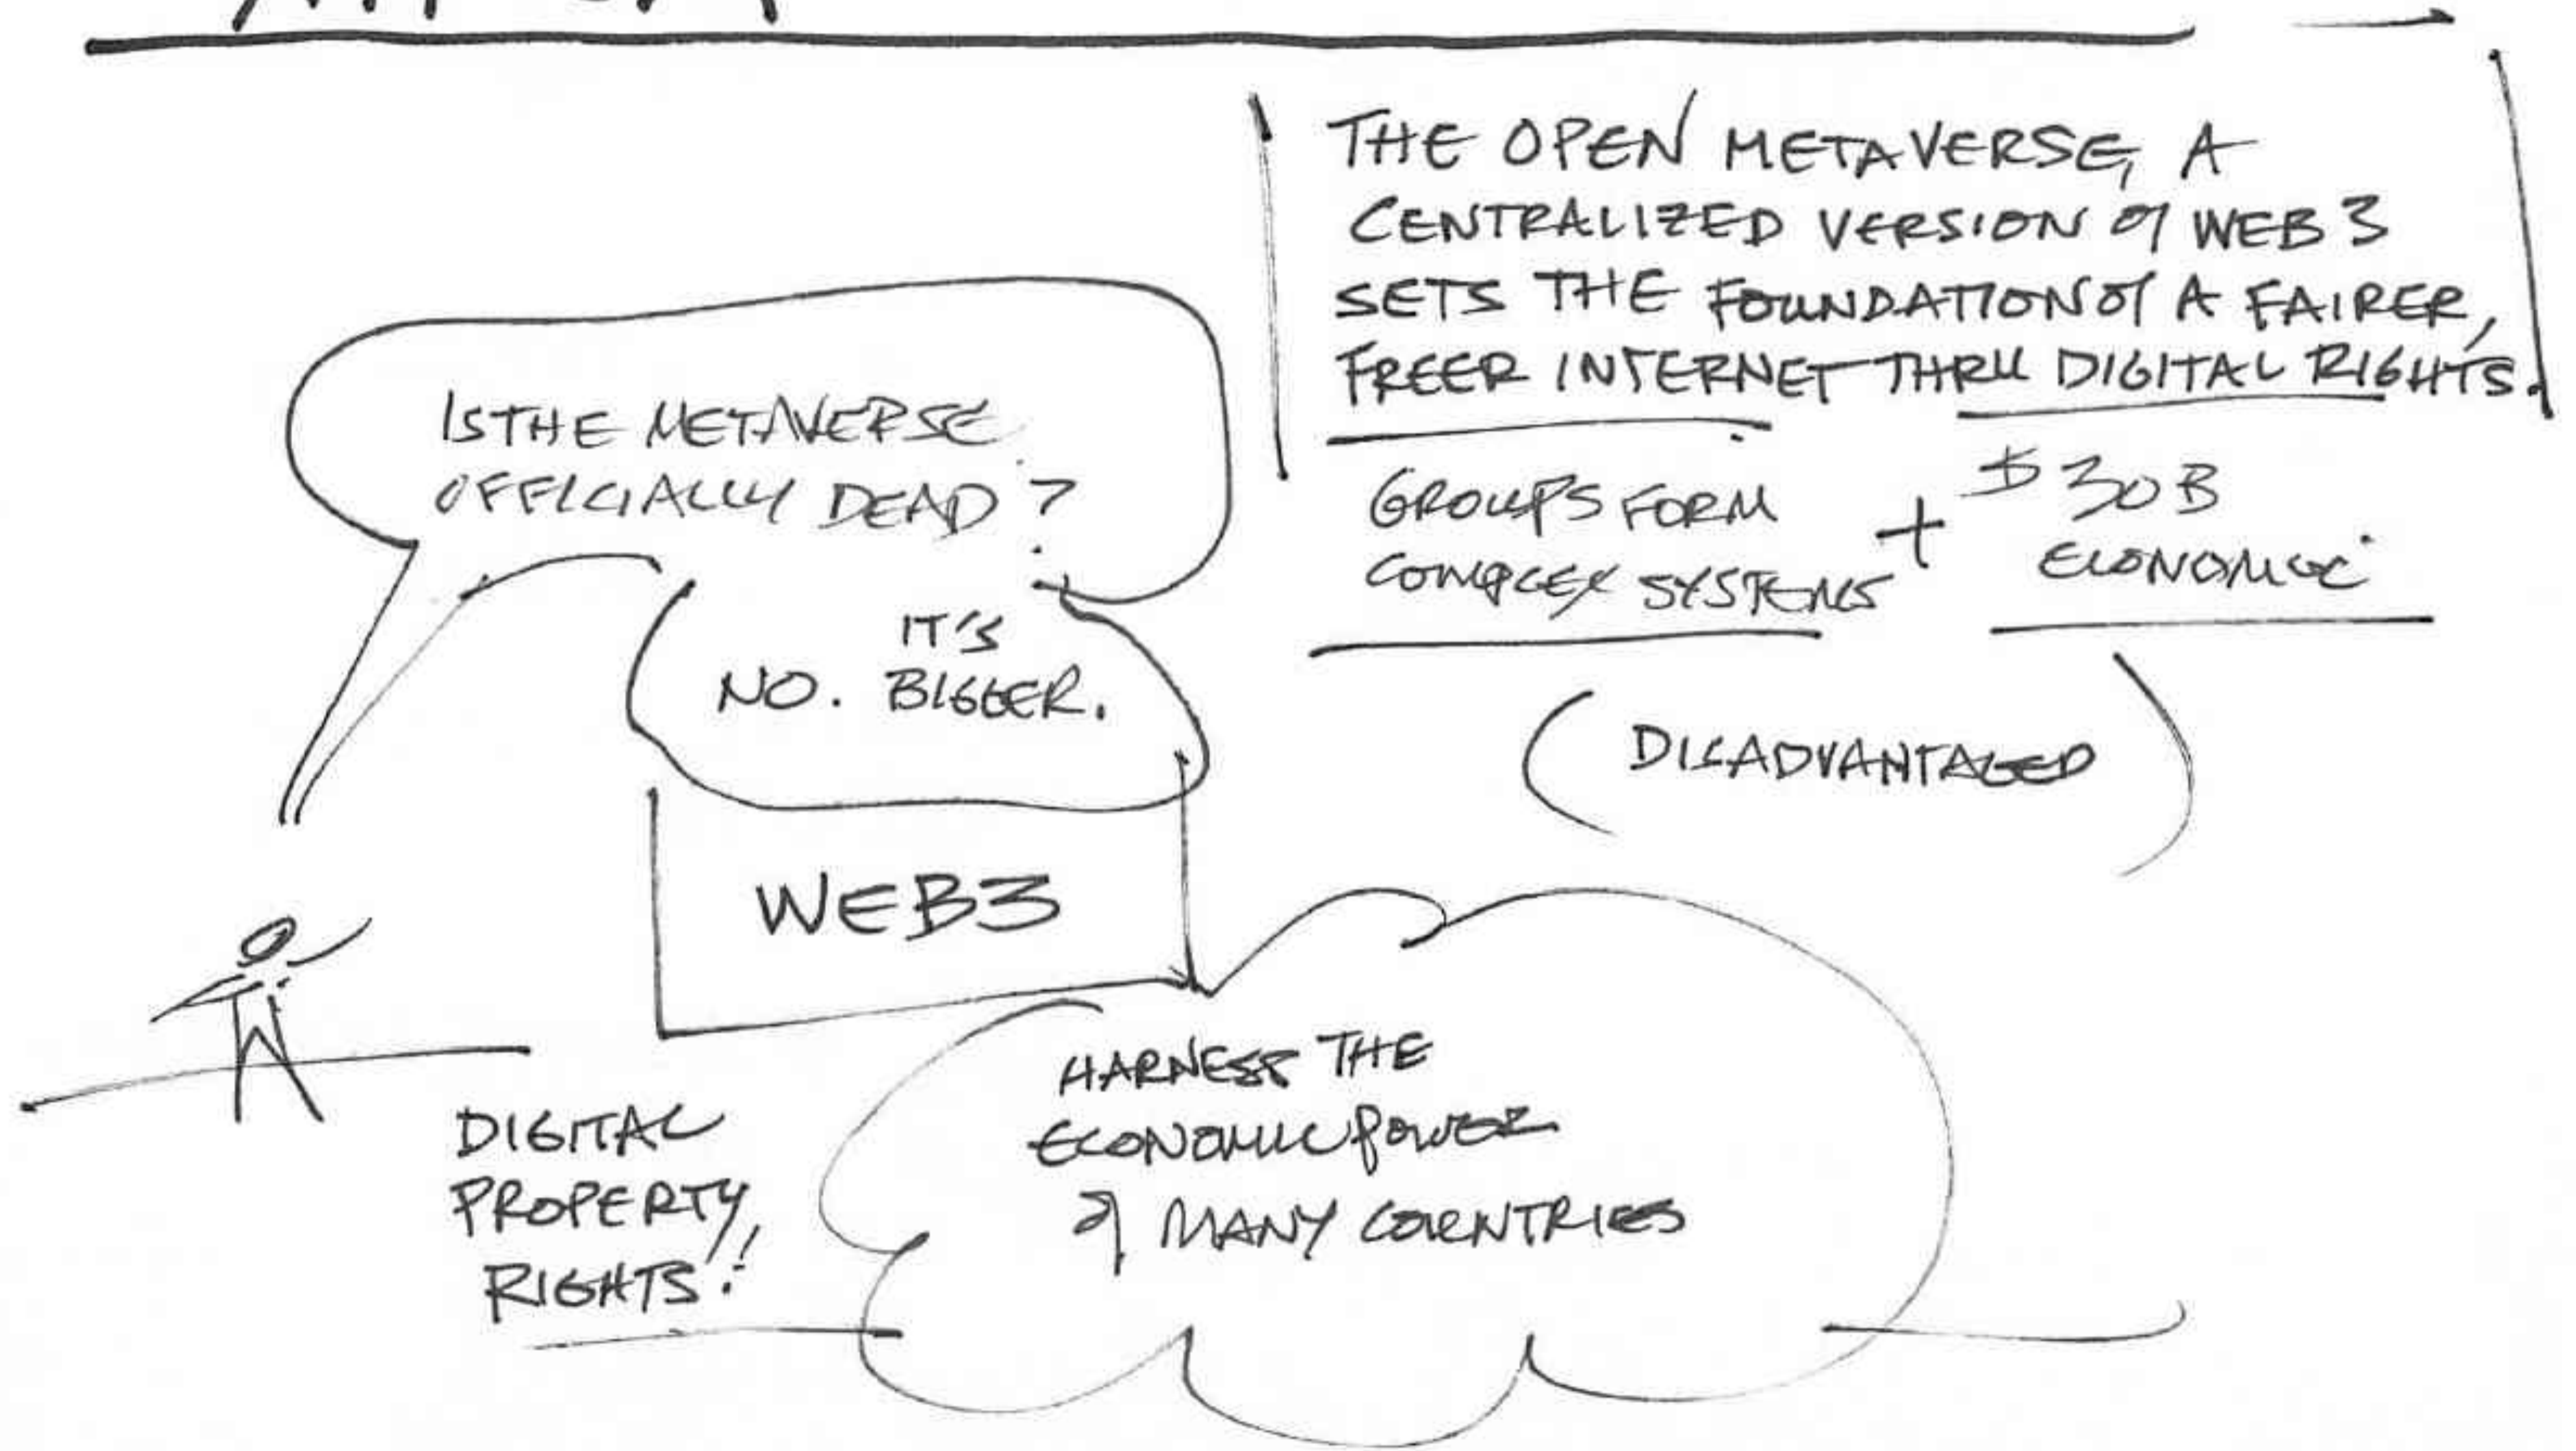 THE OPEN METAVERSE, A
CENTRALIZED VERSION of WEB 3
SETS THE FOUNDATION of A FAIRER,
FREER INTERNET THRU DIGITAL RIGHTS.
IS THE METAVERSE
OFFICIALLY DEAD?
GROUPS FORM
COMPLEX SYSTEMS
+
$30B
ECONOMIC
IT'S
NO. BIGGER.
(DISADVANTAGED)
WEB3
HARNESS THE
ECONOMIC POWER
of MANY COUNTRIES
DIGITAL
PROPERTY
RIGHTS!!